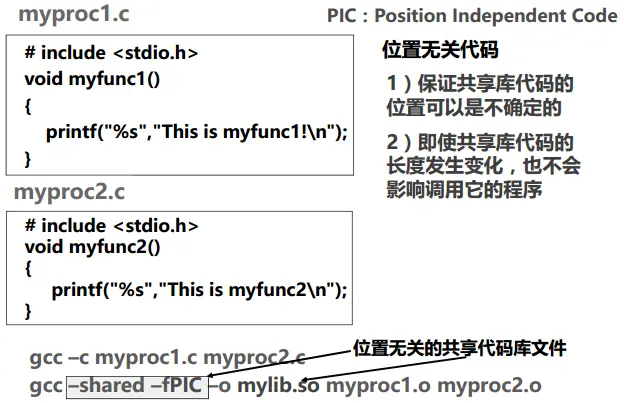 myproc1.c
PIC：Position Independent Code
# include <stdio.h>
void myfunc1()
{
printf("%s","This is myfunc1!\n");
}
位置无关代码
1）保证共享库代码的
位置可以是不确定的
2）即使共享库代码的
长度发生变化，也不会
影响调用它的程序
myproc2.c
# include <stdio.h>
void myfunc2()
{
printf("%s","This is myfunc2\n");
}
位置无关的共享代码库文件
gcc –c myproc1.c myproc2.c
gcc –shared –fPIC –o mylib.so myproc1.o myproc2.o